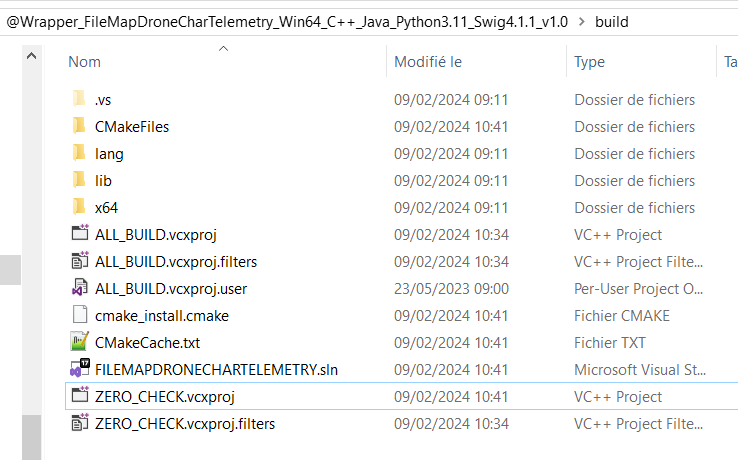 @Wrapper_FileMapDroneCharTelemetry_Win64_C++_Java_Python3.11_Swig4.1.1_v1.0 > build
Nom Modifié le Type Ta
.vs 09/02/2024 09:11 Dossier de fichiers
CMakeFiles 09/02/2024 10:41 Dossier de fichiers
lang 09/02/2024 09:11 Dossier de fichiers
lib 09/02/2024 09:11 Dossier de fichiers
x64 09/02/2024 09:11 Dossier de fichiers
ALL_BUILD.vcxproj 09/02/2024 10:34 VC++ Project
ALL_BUILD.vcxproj.filters 09/02/2024 10:34 VC++ Project Filte...
ALL_BUILD.vcxproj.user 23/05/2023 09:00 Per-User Project O...
cmake_install.cmake 09/02/2024 10:41 Fichier CMAKE
CMakeCache.txt 09/02/2024 10:41 Fichier TXT
17 FILEMAPDRONECHARTELEMETRY.sln 09/02/2024 10:41 Microsoft Visual St...
ZERO_CHECK.vcxproj 09/02/2024 10:41 VC++ Project
ZERO_CHECK.vcxproj.filters 09/02/2024 10:34 VC++ Project Filte...